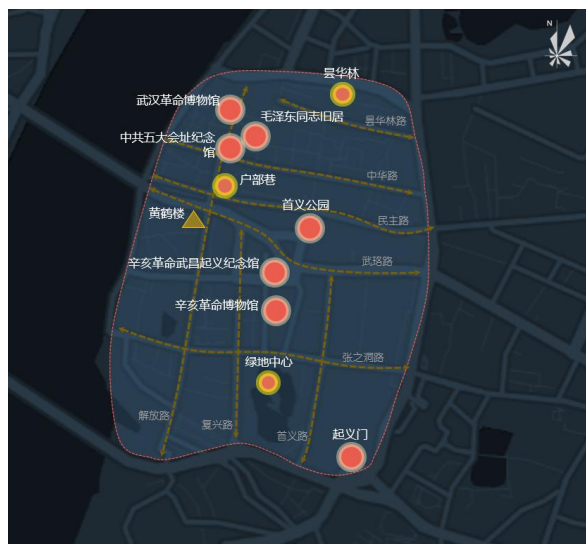 N
昙华林
武汉革命博物馆
毛泽东同志旧居
昙华林路
中共五大会址纪念
馆
中华路
户部巷
首义公园
黄鹤楼
民主路
辛亥革命武昌起义纪念馆
武珞路
辛亥革命博物馆
张之洞路
绿地中心
解放路
复兴路
首义路
起义门